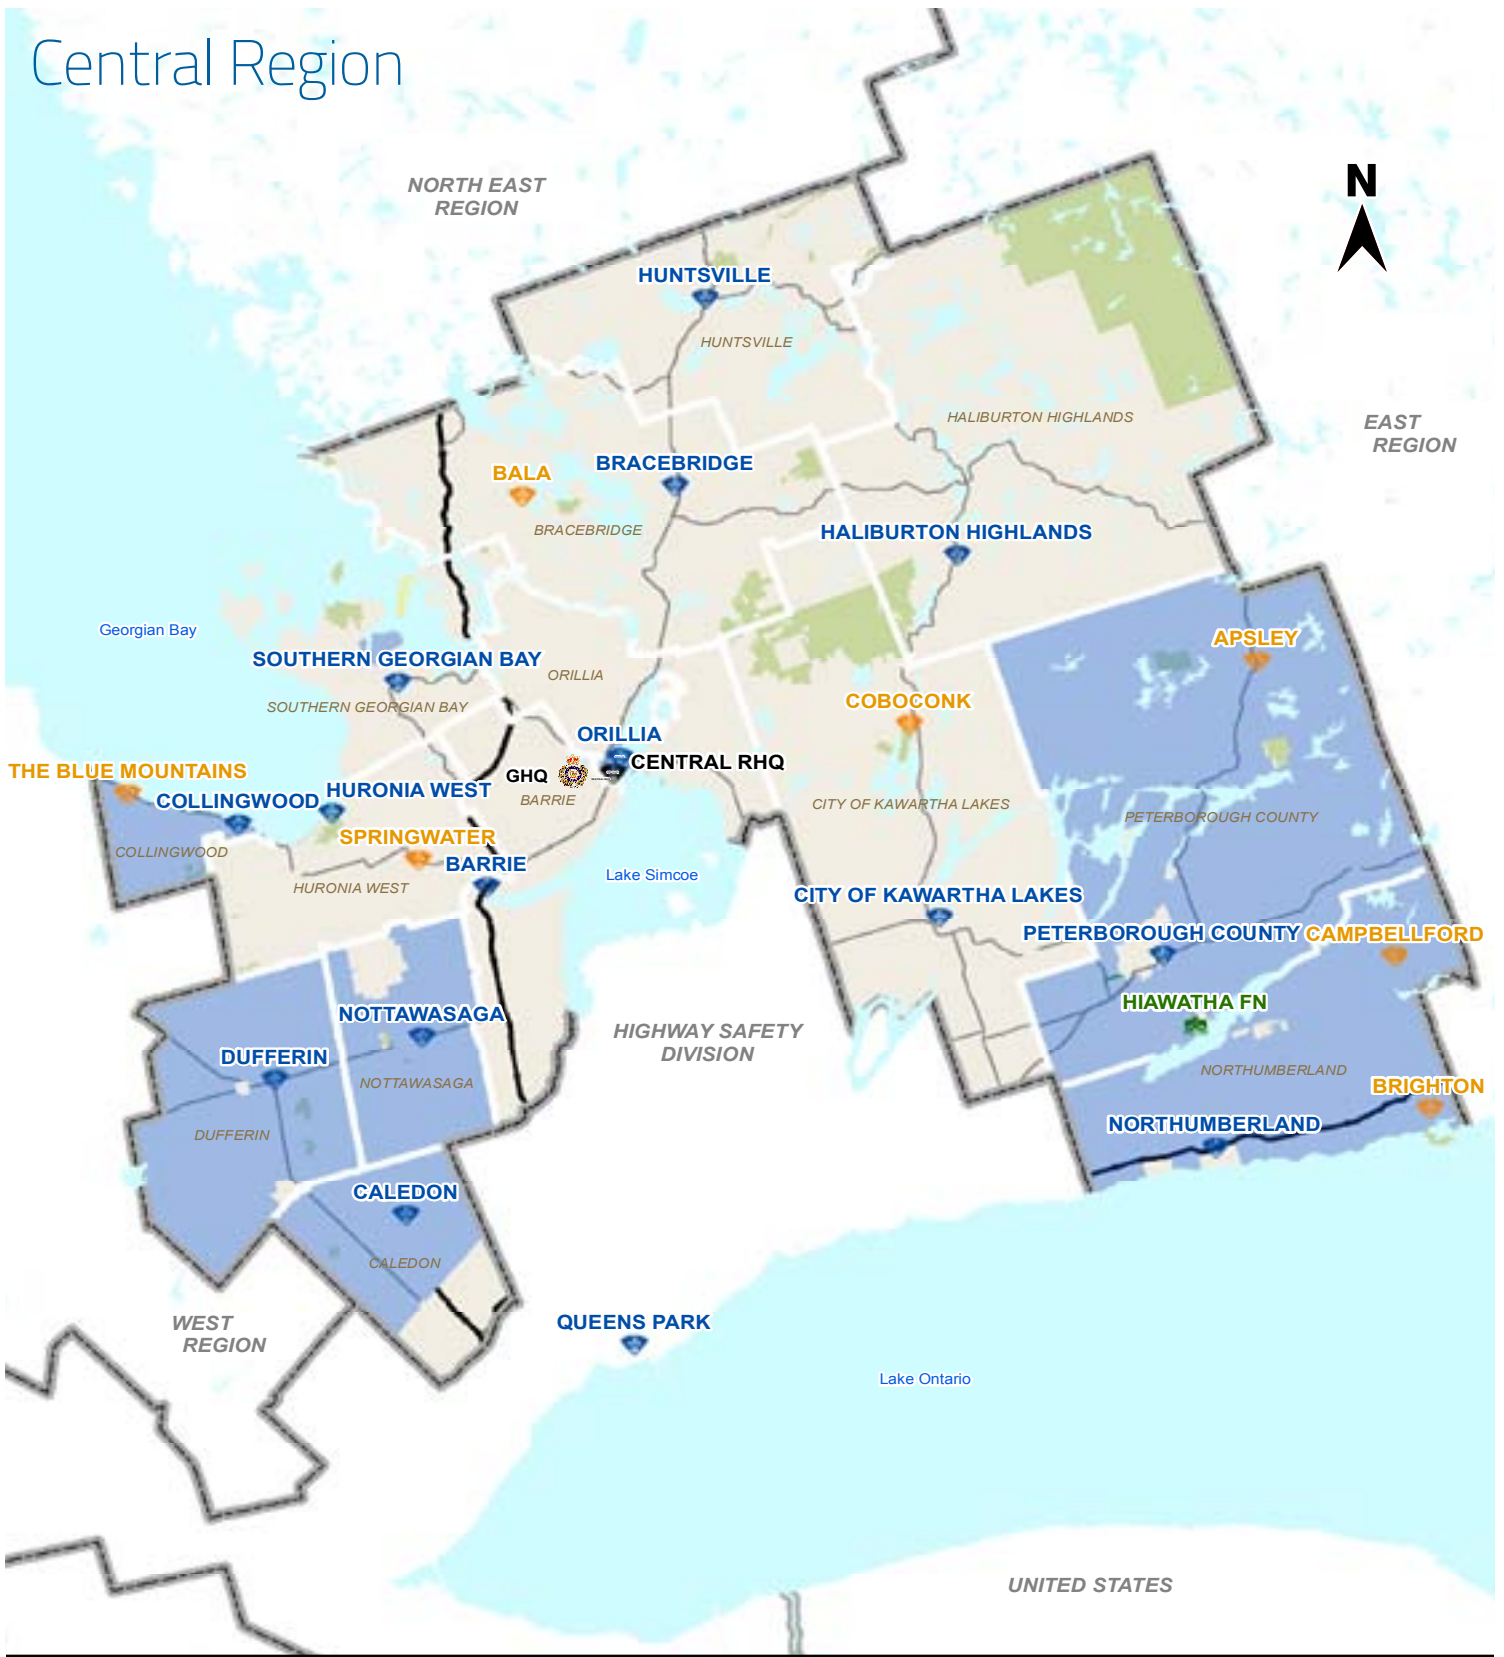 Central Region
N
NORTH EAST
REGION
HUNTSVILLE
HUNTSVILLE
HALIBURTON HIGHLANDS
EAST
REGION
BALA
BRACEBRIDGE
BRACEBRIDGE
HALIBURTON HIGHLANDS
Georgian Bay
APSLEY
SOUTHERN GEORGIAN BAY
ORILLIA
SOUTHERN GEORGIAN BAY
COBOCONK
ORILLIA
CENTRAL RHQ
GHQ
THE BLUE MOUNTAINS
HURONIA WEST
COLLINGWOOD
BARRIE
CITY OF KAWARTHA LAKES
PETERBOROUGH COUNTY
SPRINGWATER
COLLINGWOOD
BARRIE
Lake Simcoe
HURONIA WEST
CITY OF KAWARTHA LAKES
PETERBOROUGH COUNTY
CAMPBELLFORD
HIAWATHA FN
NOTTAWASAGA
HIGHWAY SAFETY
DIVISION
DUFFERIN
NOTTAWASAGA
NORTHUMBERLAND
BRIGHTON
NORTHUMBERLAND
DUFFERIN
CALEDON
CALEDON
WEST
REGION
QUEENS PARK
Lake Ontario
UNITED STATES